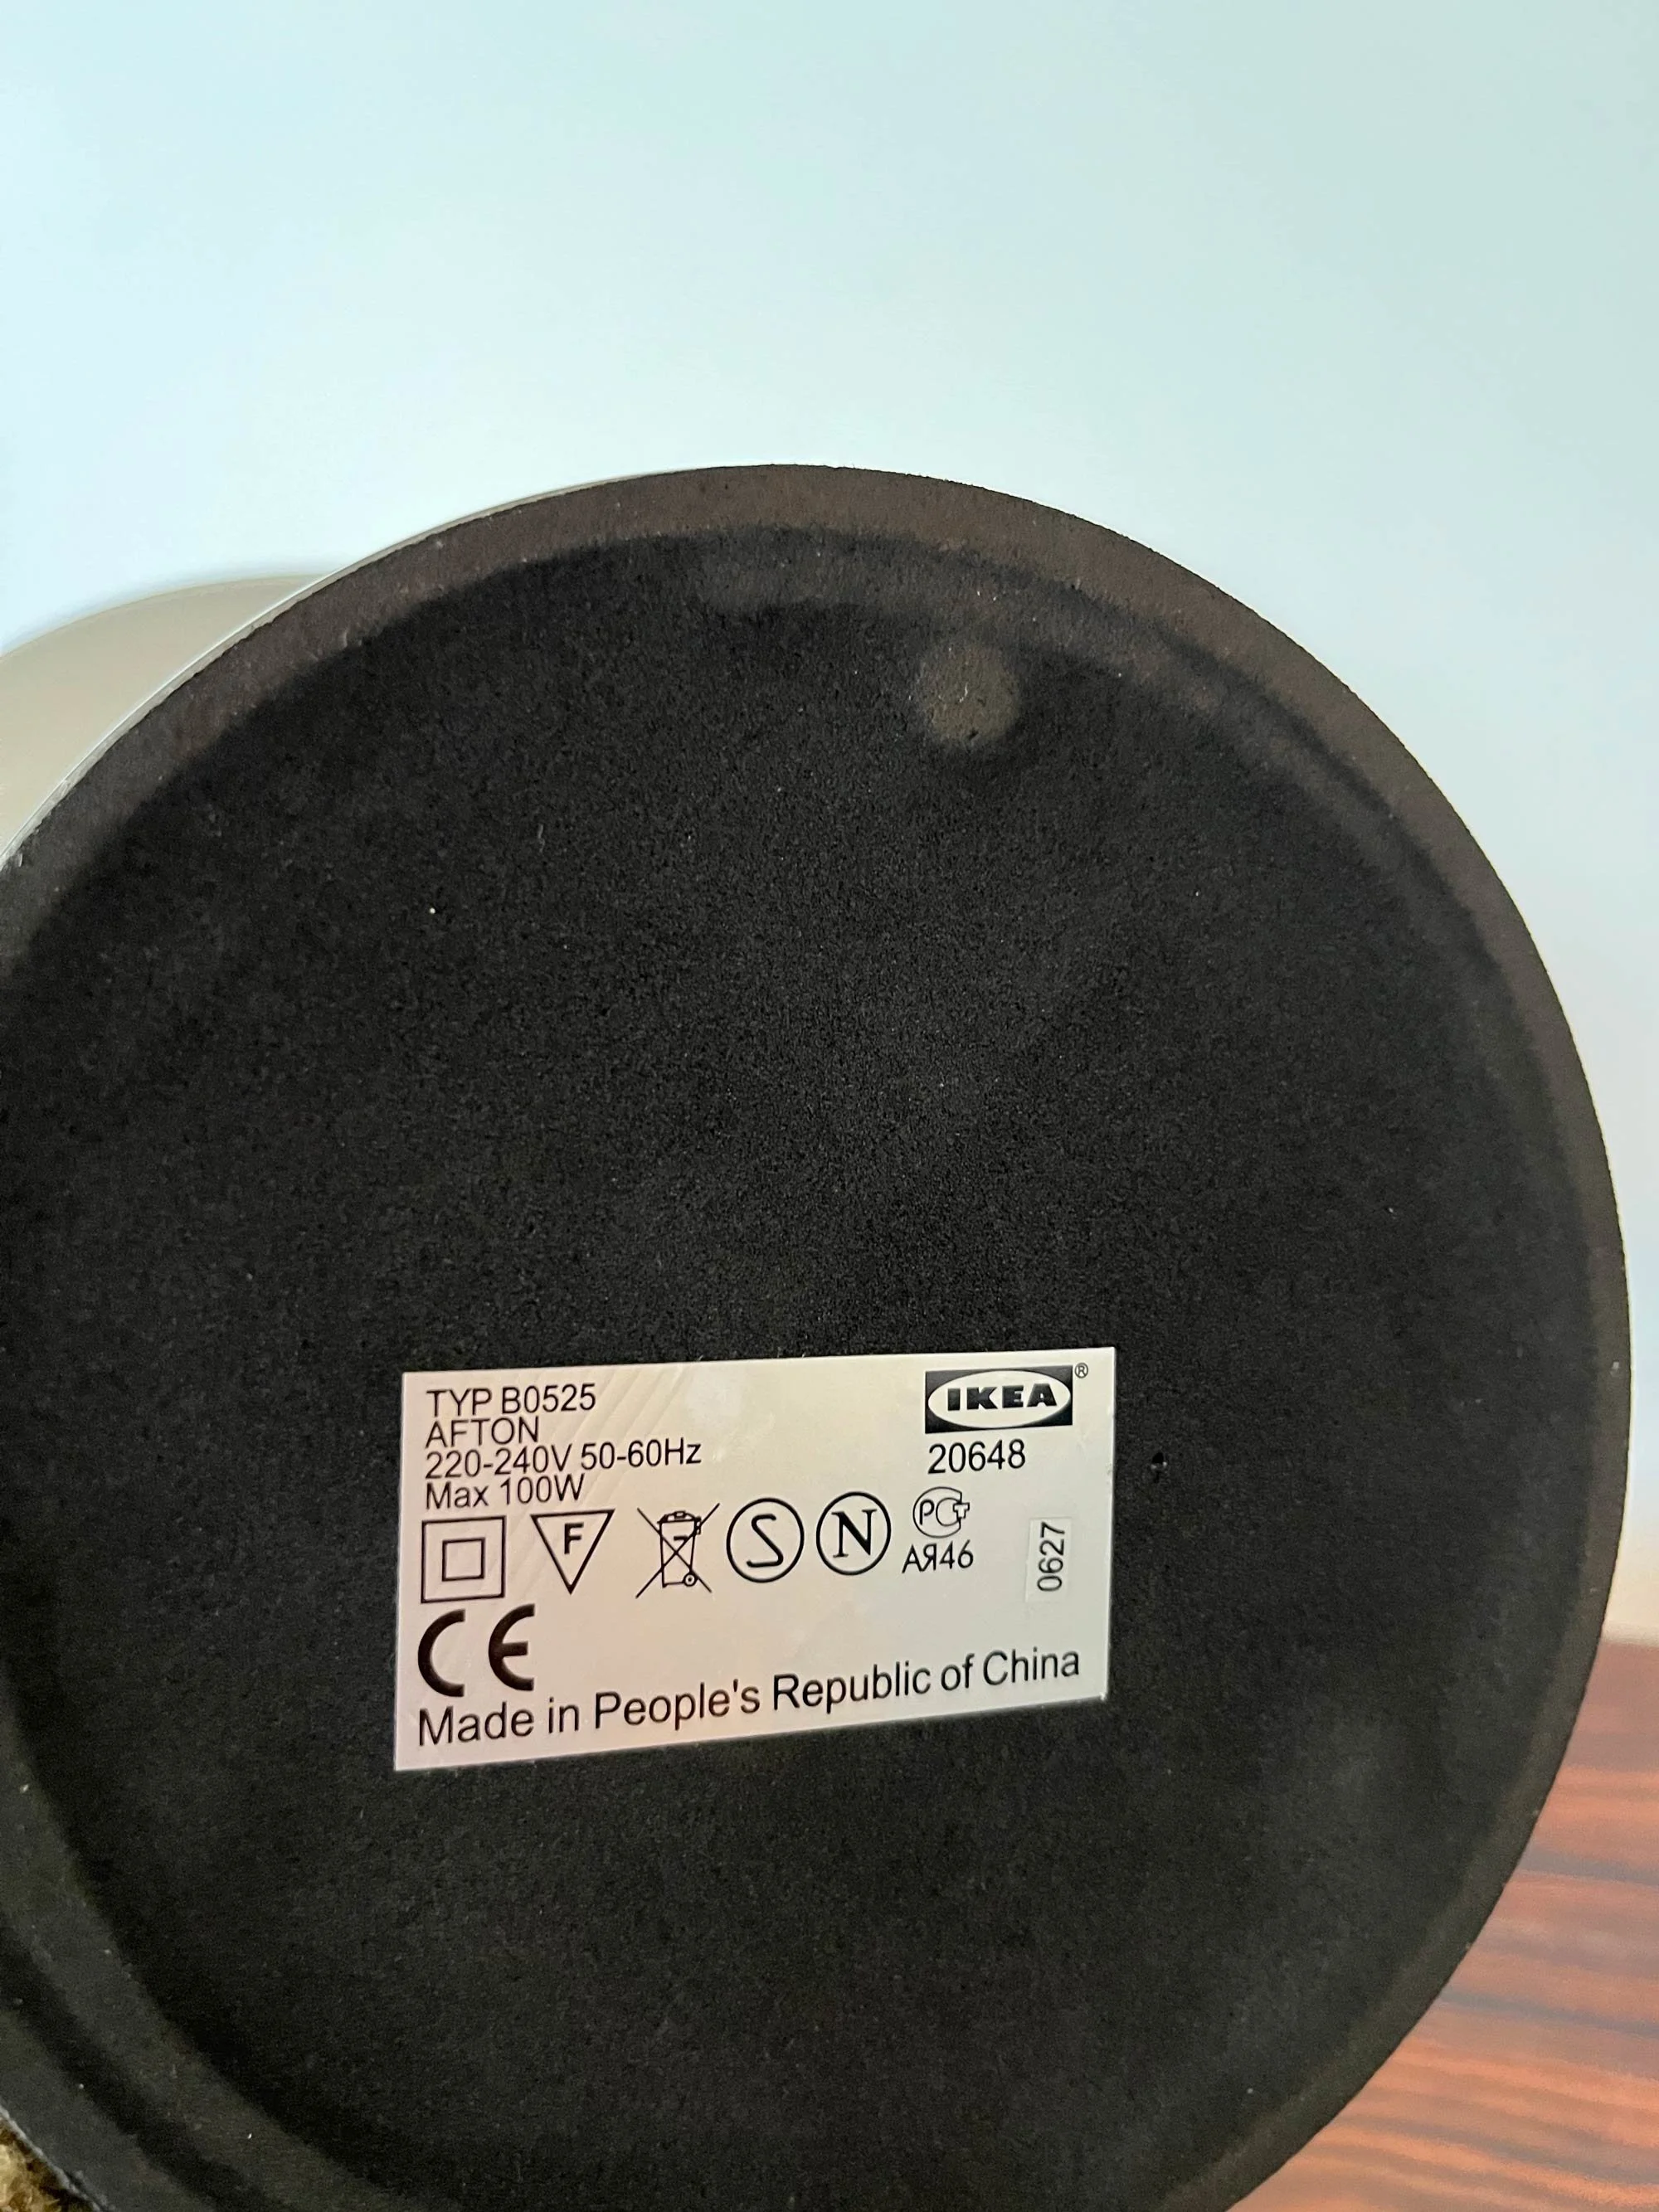 TYP B0525
AFTON
220-240V 50-60Hz
Max 100W
IKEA®
20648
F
S
N
PCT
АЯ46
0627
CE
Made in People's Republic of China